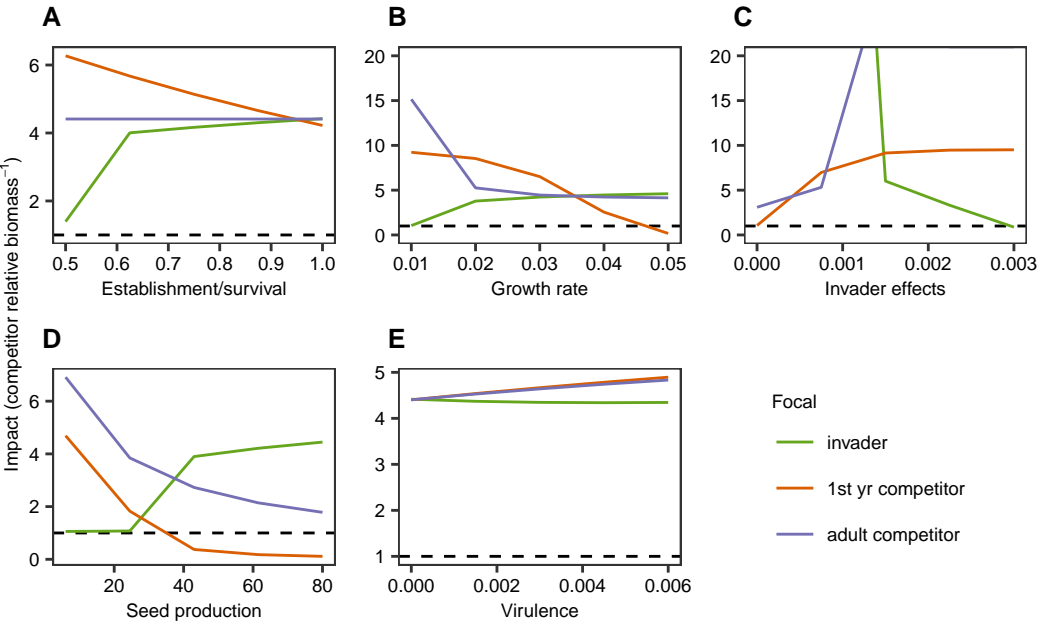 A
B
C
Impact (competitor relative biomass⁻¹)
6
4
2
0.5 0.6 0.7 0.8 0.9 1.0
Establishment/survival
20
15
10
5
0
0.01 0.02 0.03 0.04 0.05
Growth rate
20
15
10
5
0
0.000 0.001 0.002 0.003
Invader effects
D
E
6
4
2
0
20 40 60 80
Seed production
5
4
3
2
1
0.000 0.002 0.004 0.006
Virulence
Focal
invader
1st yr competitor
adult competitor